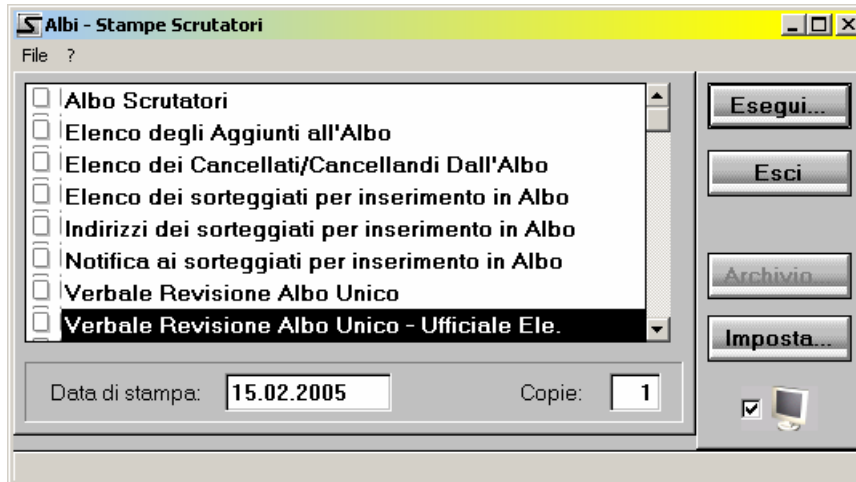 Albi - Stampe Scrutatori
File ?
Albo Scrutatori
Elenco degli Aggiunti all'Albo
Elenco dei Cancellati/Cancellandi Dall'Albo
Elenco dei sorteggiati per inserimento in Albo
Indirizzi dei sorteggiati per inserimento in Albo
Notifica ai sorteggiati per inserimento in Albo
Verbale Revisione Albo Unico
Verbale Revisione Albo Unico - Ufficiale Ele.
Data di stampa: 15.02.2005 Copie: 1
Esegui...
Esci
Archivio...
Imposta...